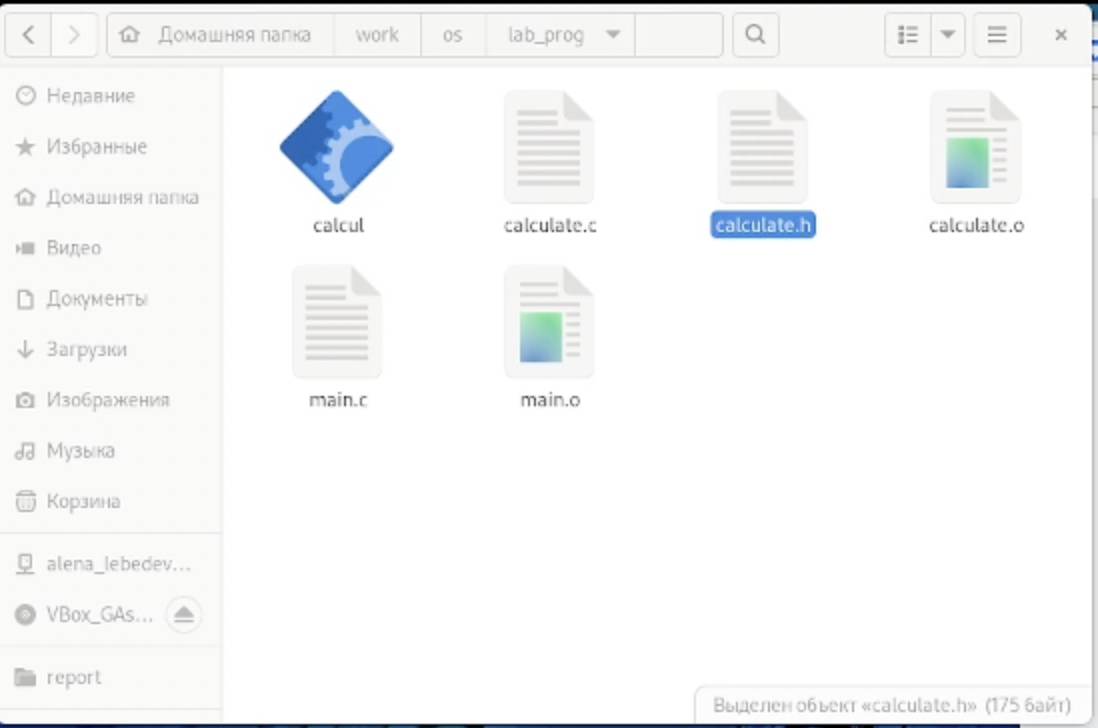 Домашняя папка work os lab_prog
Недавние
Избранные
Домашняя папка
Видео
Документы
Загрузки
Изображения
Музыка
Корзина
alena_lebedev...
VBox_GAs...
report
calcul calculate.c calculate.h calculate.o
main.c main.o
Выделен объект «calculate.h» (175 байт)